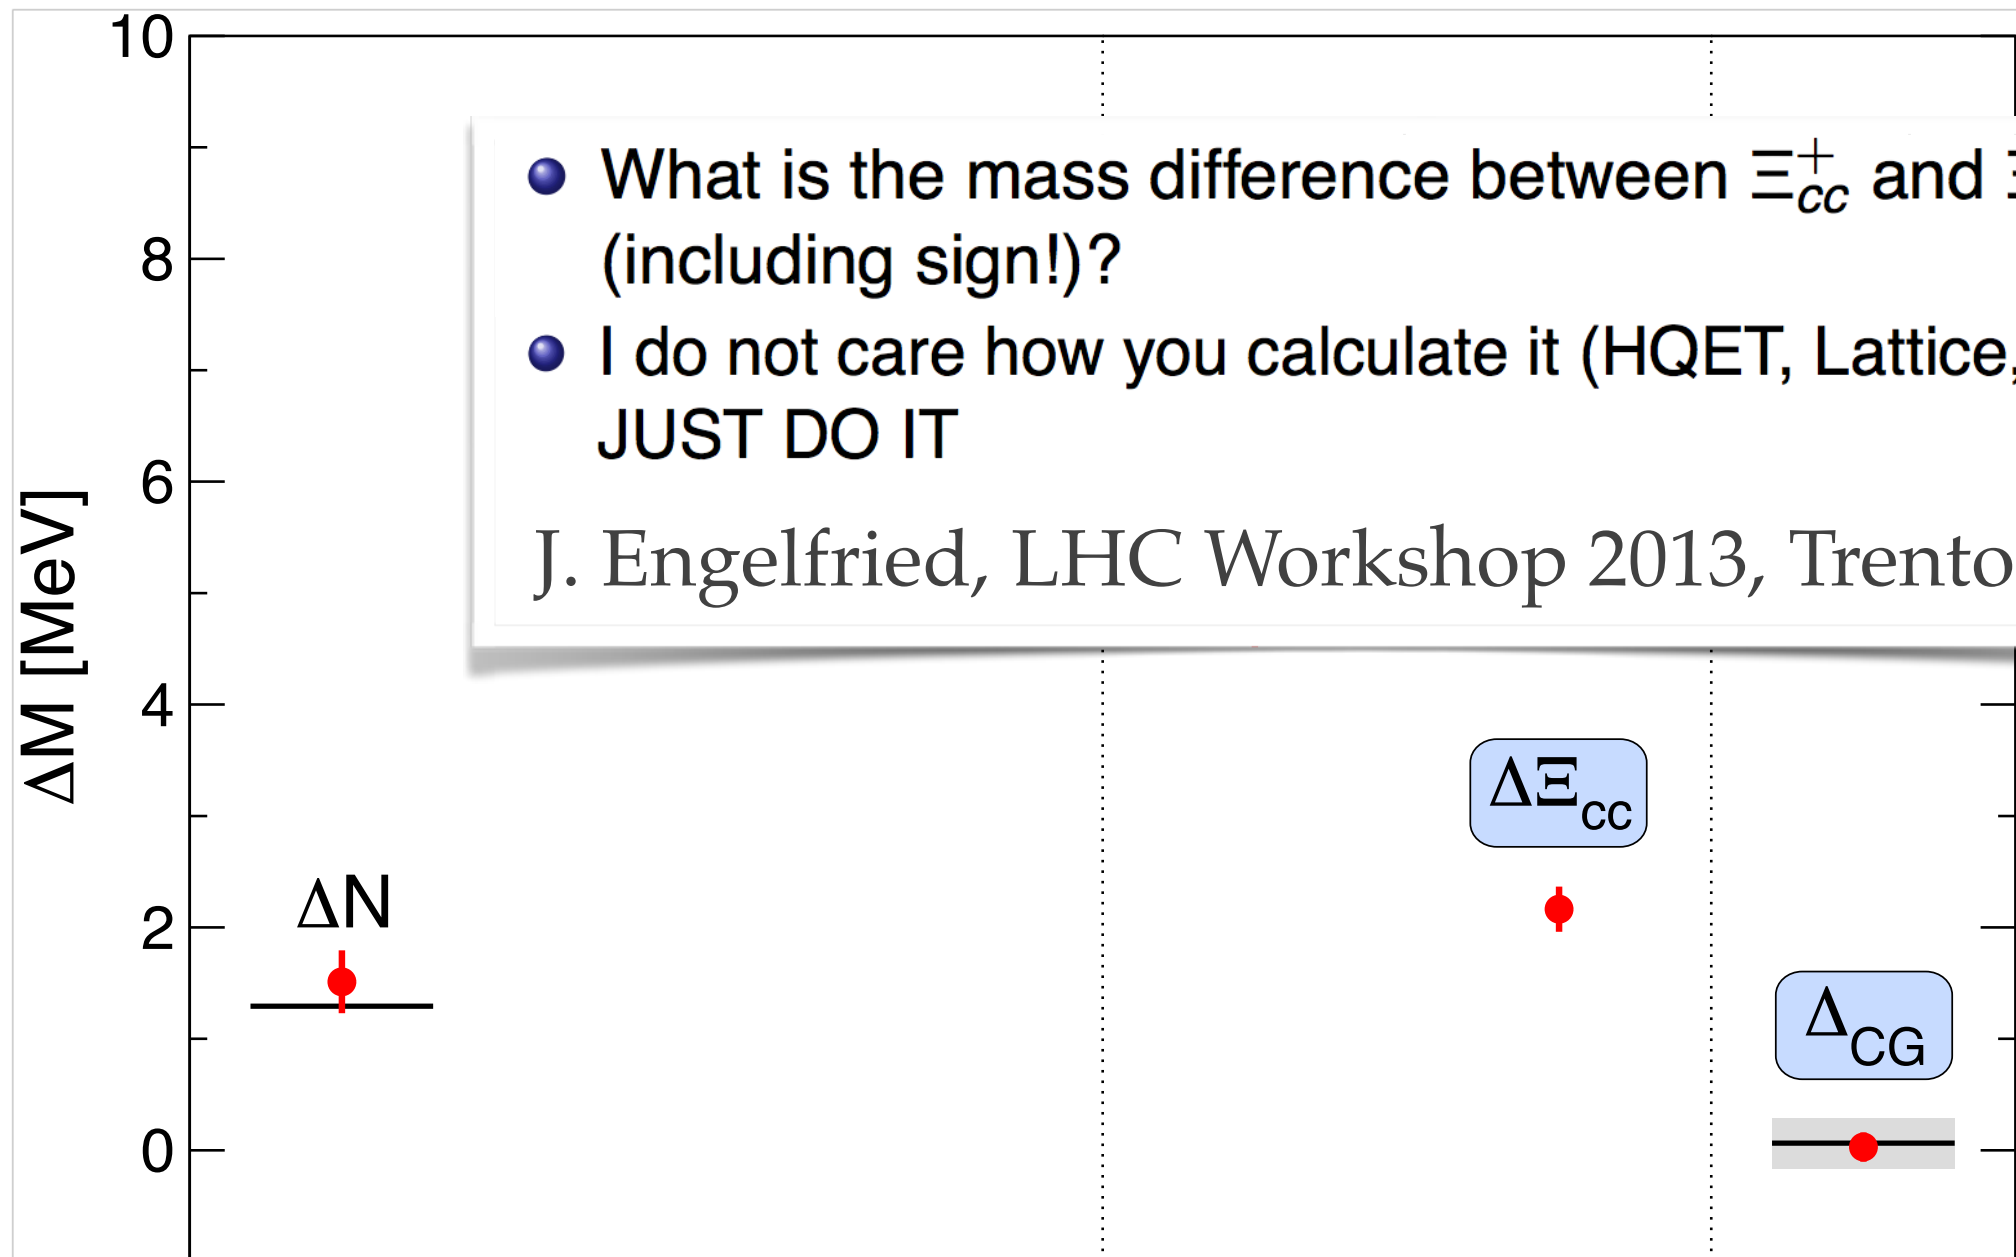 10
What is the mass difference between Ξ⁺cc and
(including sign!)?
8
I do not care how you calculate it (HQET, Lattice,
JUST DO IT
6
J. Engelfried, LHC Workshop 2013, Trento
ΔM [MeV]
4
ΔΞcc
ΔN
2
ΔCG
0